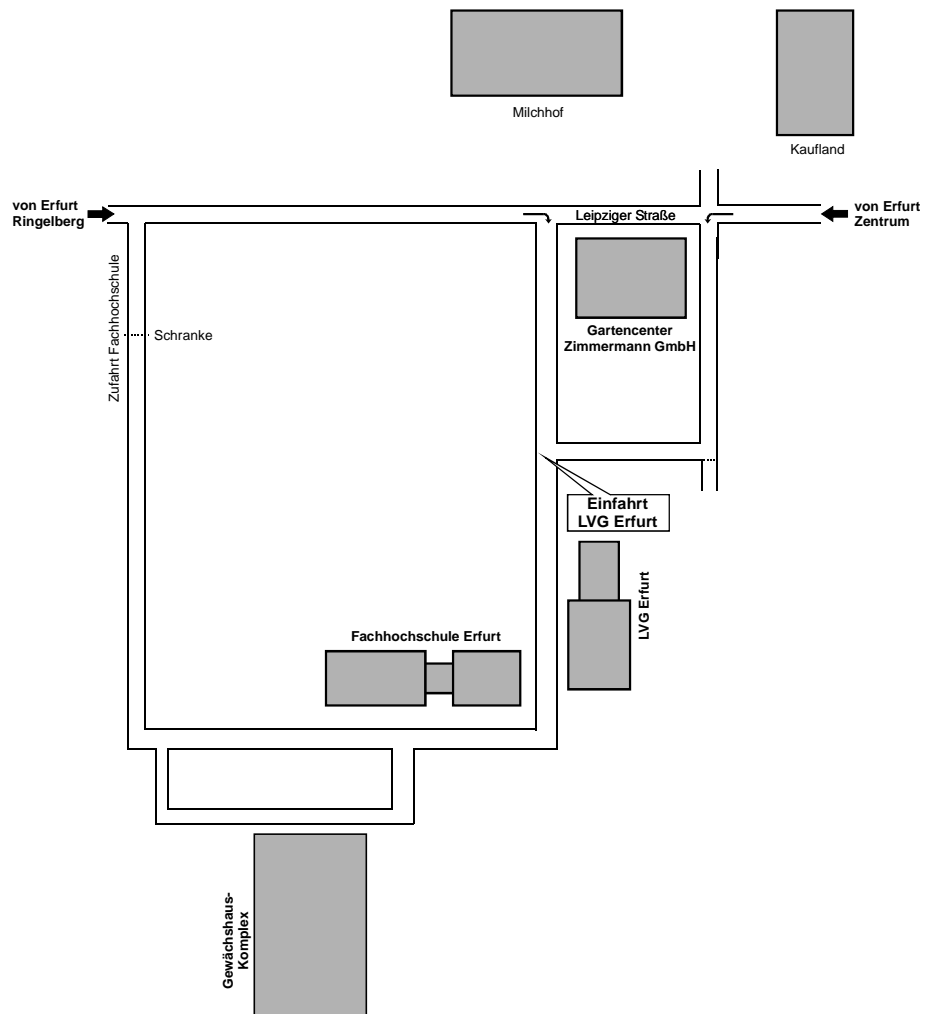 Milchhof
Kaufland
von Erfurt
Ringelberg
Leipziger Straße
von Erfurt
Zentrum
Zufahrt Fachhochschule
Schranke
Gartencenter
Zimmermann GmbH
Einfahrt
LVG Erfurt
LVG Erfurt
Fachhochschule Erfurt
Gewächshaus-
Komplex